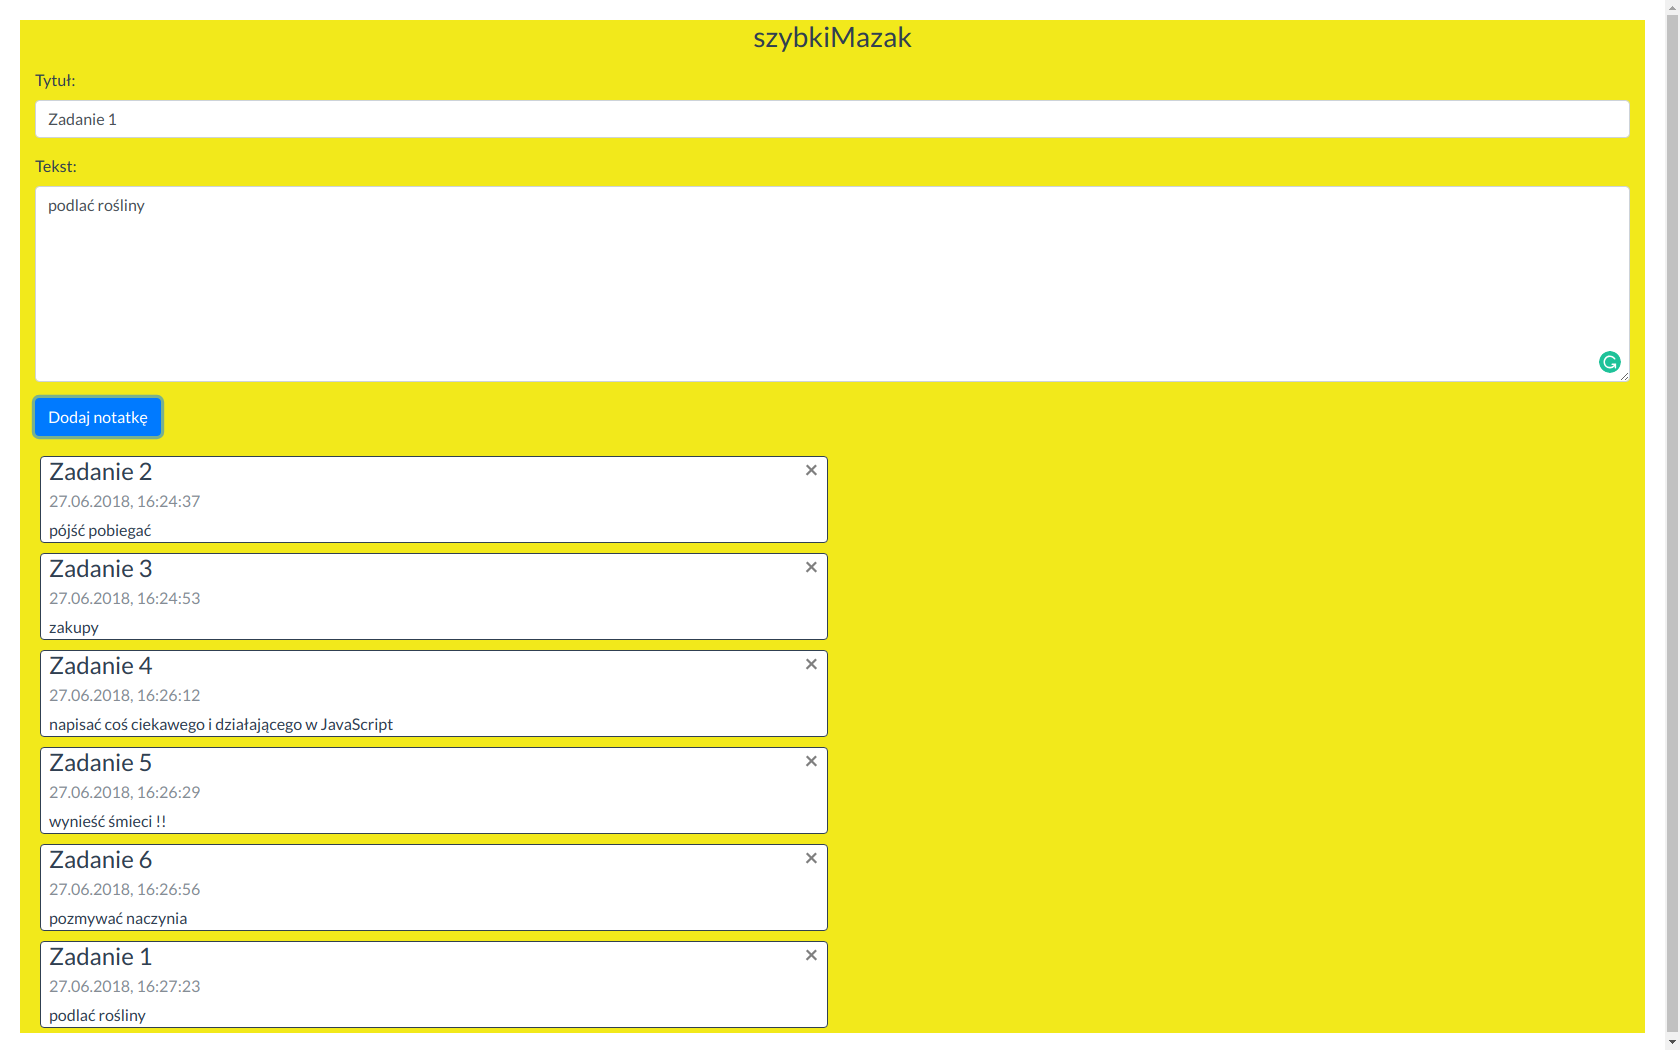 szybkiMazak
Tytuł:
Zadanie 1
Tekst:
podlać rośliny
Dodaj notatkę
Zadanie 2
27.06.2018, 16:24:37
pójść pobiegać
Zadanie 3
27.06.2018, 16:24:53
zakupy
Zadanie 4
27.06.2018, 16:26:12
napisać coś ciekawego i działającego w JavaScript
Zadanie 5
27.06.2018, 16:26:29
wynieść śmieci !!
Zadanie 6
27.06.2018, 16:26:56
pozmywać naczynia
Zadanie 1
27.06.2018, 16:27:23
podlać rośliny